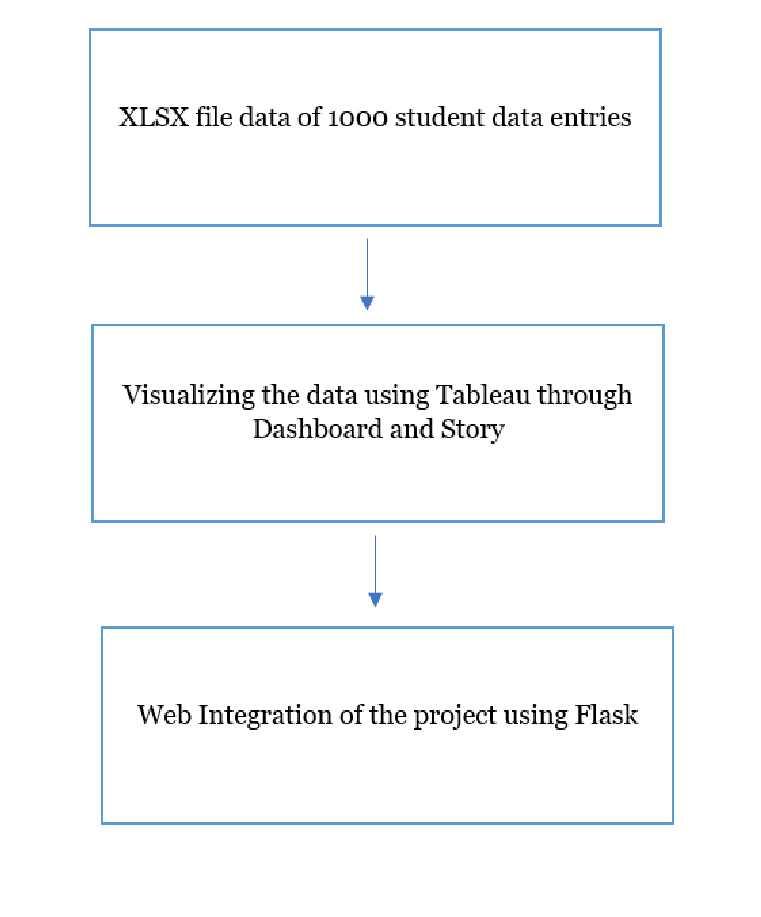 XLSX file data of 1000 student data entries
Visualizing the data using Tableau through
Dashboard and Story
Web Integration of the project using Flask